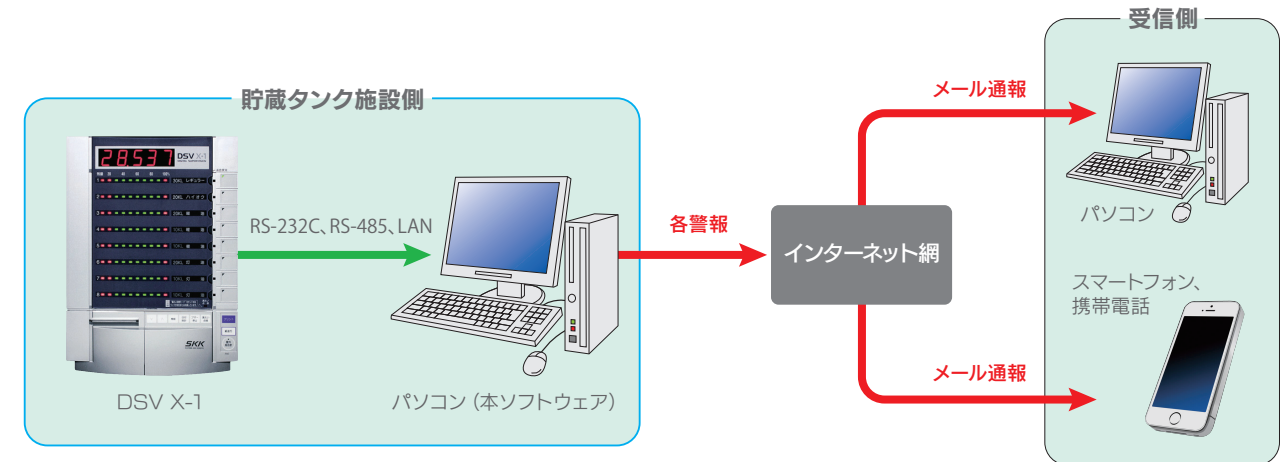 受信側
貯蔵タンク施設側
メール通報
28.537
DSV X-1
RS-232C、RS-485、LAN
各警報
インターネット網
パソコン
スマートフォン、
携帯電話
メール通報
SKK
DSV X-1
パソコン（本ソフトウェア）